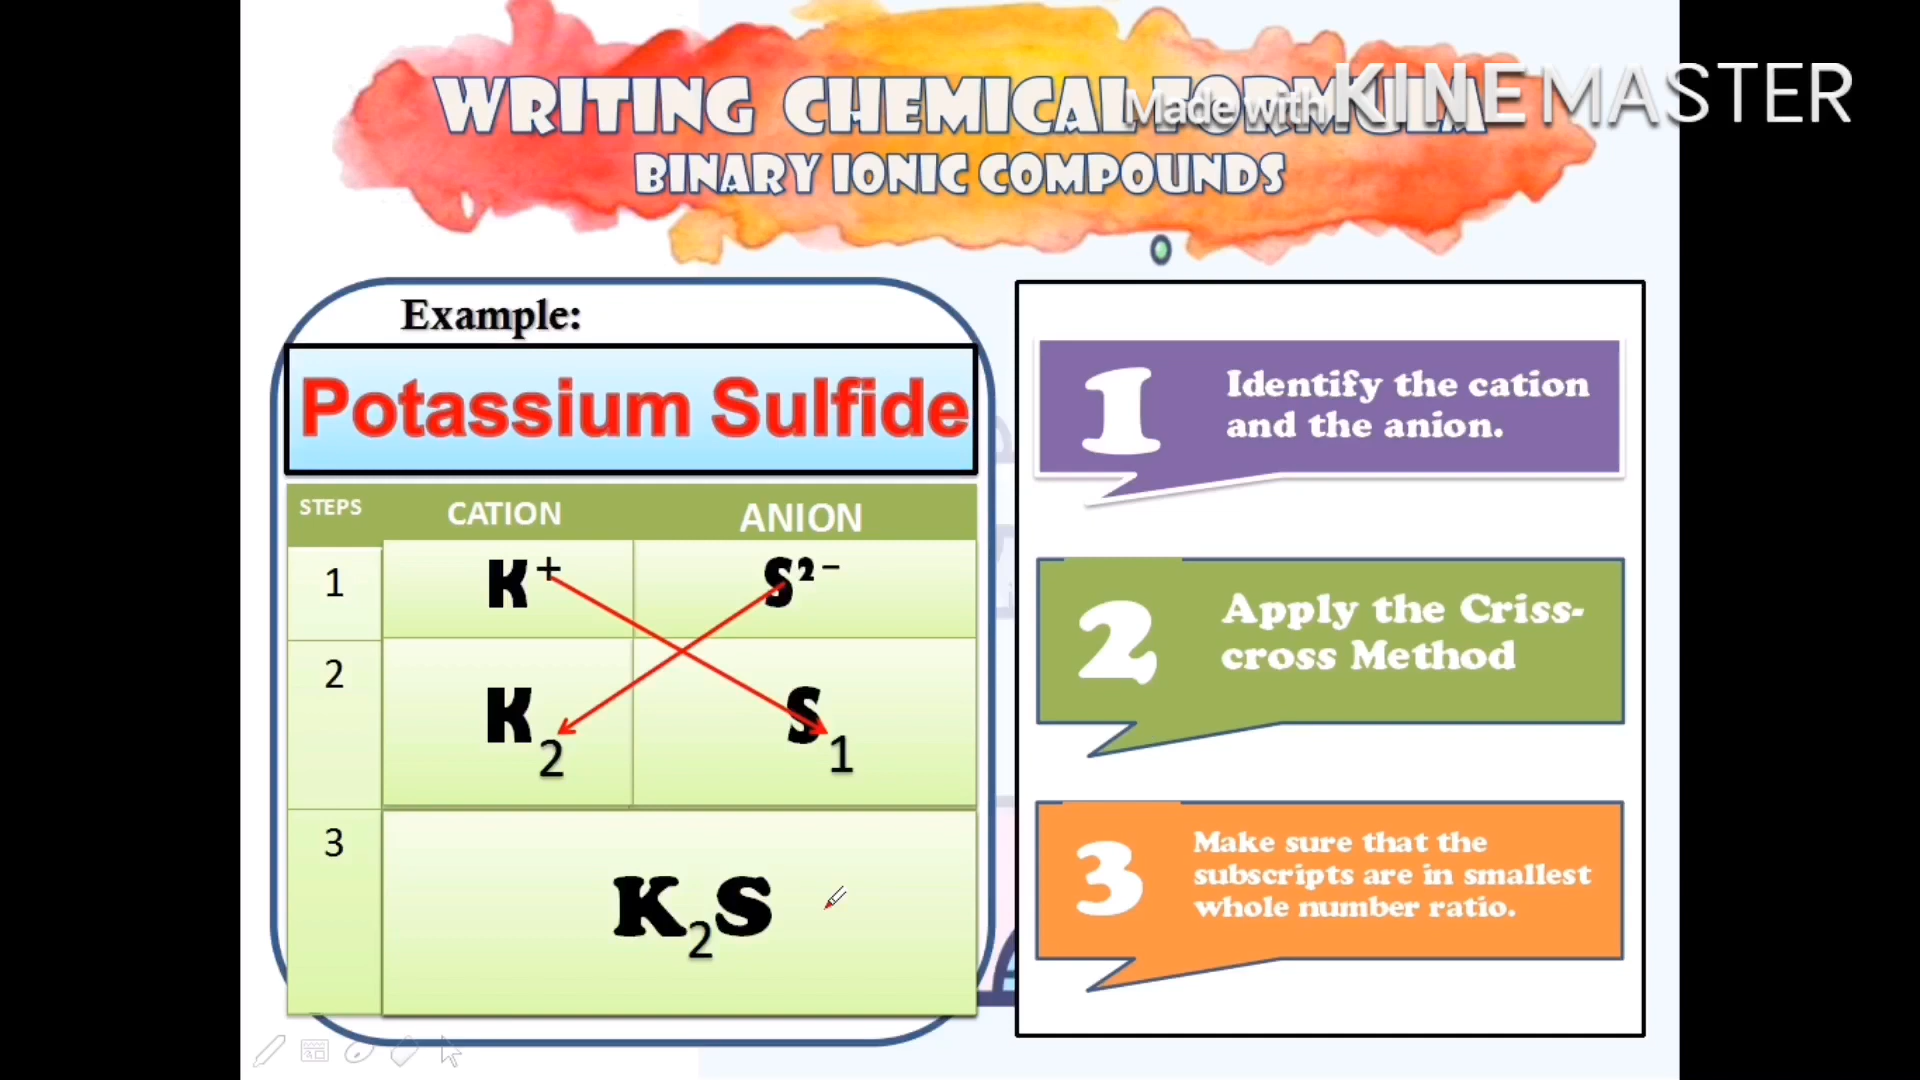 WRITING CHEMICAL FORMULA
Made with KINEMASTER
BINARY IONIC COMPOUNDS
Example:
Potassium Sulfide
STEPS CATION ANION
1 K⁺ S²⁻
2 K₂ S₁
3 K₂S
1 Identify the cation
and the anion.
2 Apply the Criss-
cross Method
3 Make sure that the
subscripts are in smallest
whole number ratio.